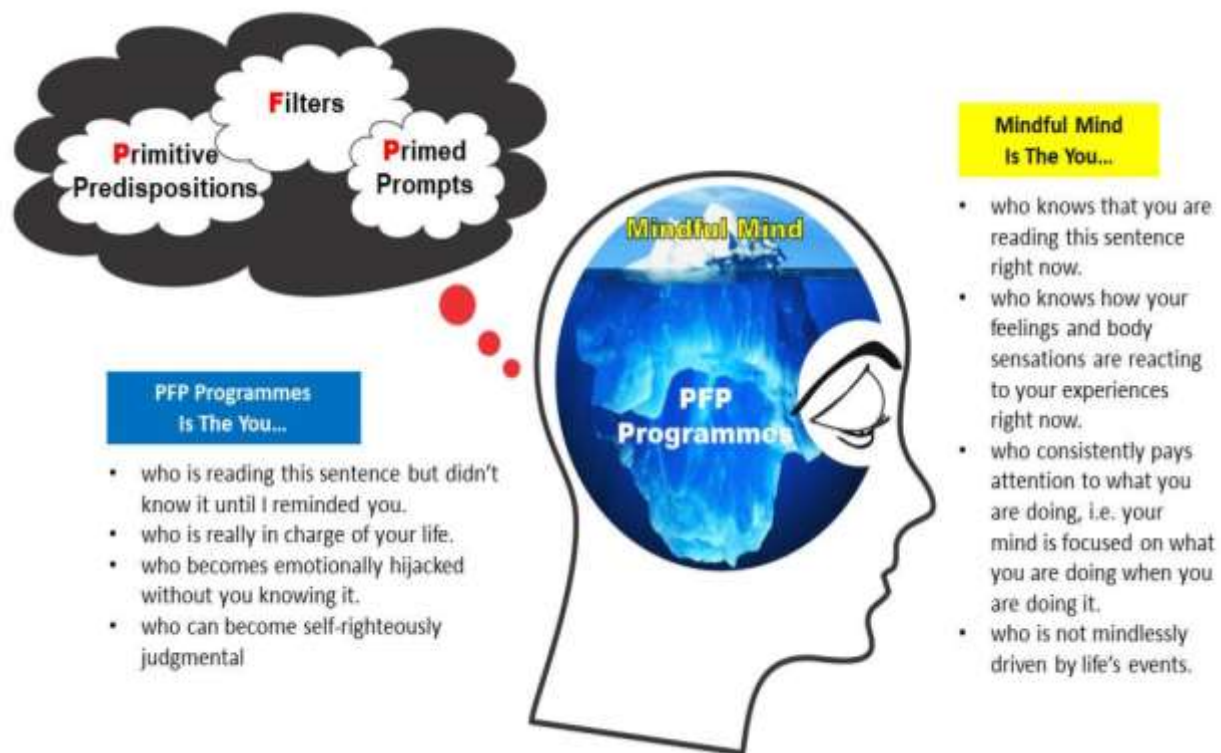 Filters
Primitive
Predispositions
Primed
Prompts
Mindful Mind
PFP
Programmes
PFP Programmes
Is The You...
• who is reading this sentence but didn't
know it until I reminded you.
• who is really in charge of your life.
• who becomes emotionally hijacked
without you knowing it.
• who can become self-righteously
judgmental
Mindful Mind
Is The You...
• who knows that you are
reading this sentence
right now.
• who knows how your
feelings and body
sensations are reacting
to your experiences
right now.
• who consistently pays
attention to what you
are doing, i.e. your
mind is focused on what
you are doing when you
are doing it.
• who is not mindlessly
driven by life's events.